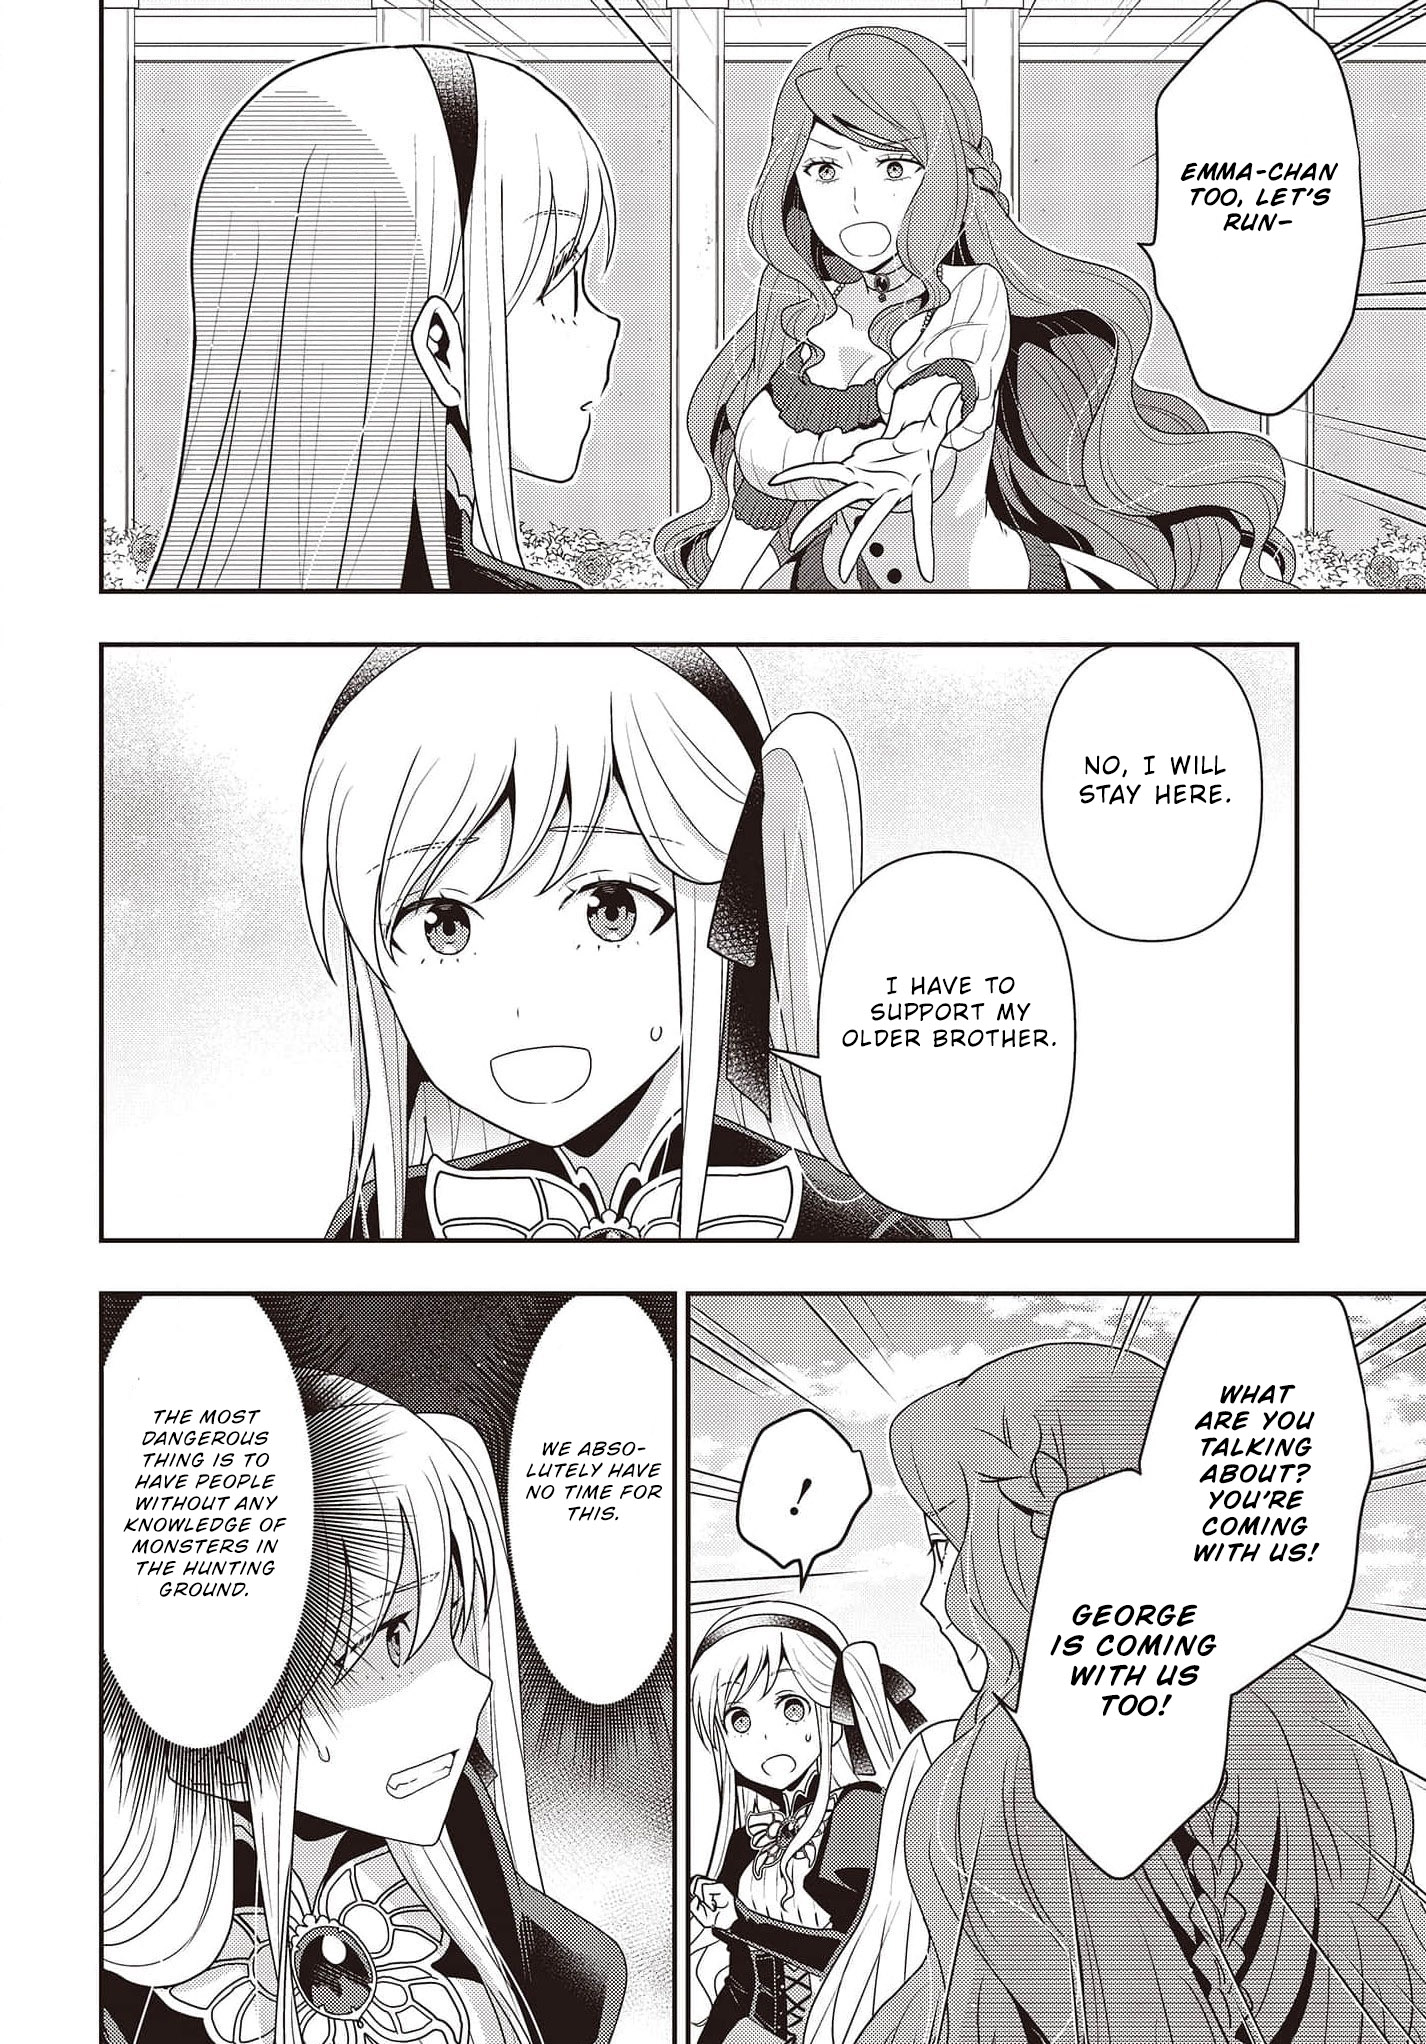 EMMA-CHAN
TOO, LET'S
RUN-
NO, I WILL
STAY HERE.
I HAVE TO
SUPPORT MY
OLDER BROTHER.
WHAT
ARE YOU
TALKING
ABOUT?
YOU'RE
COMING
WITH US!
GEORGE
IS COMING
WITH US
TOO!
!
WE ABSO-
LUTELY HAVE
NO TIME FOR
THIS.
THE MOST
DANGEROUS
THING IS TO
HAVE PEOPLE
WITHOUT ANY
KNOWLEDGE OF
MONSTERS IN
THE HUNTING
GROUND.